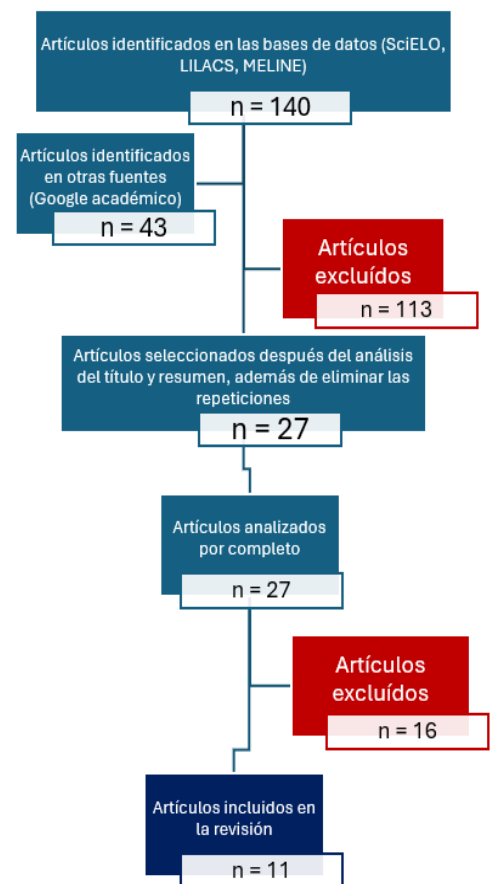 Artículos identificados en las bases de datos (SciELO,
LILACS, MELINE)
n = 140
Artículos identificados
en otras fuentes
(Google académico)
n = 43
Artículos
excluídos
n = 113
Artículos seleccionados después del análisis
del título y resumen, además de eliminar las
repeticiones
n = 27
Artículos analizados
por completo
n = 27
Artículos
excluídos
n = 16
Artículos incluidos en
la revisión
n = 11